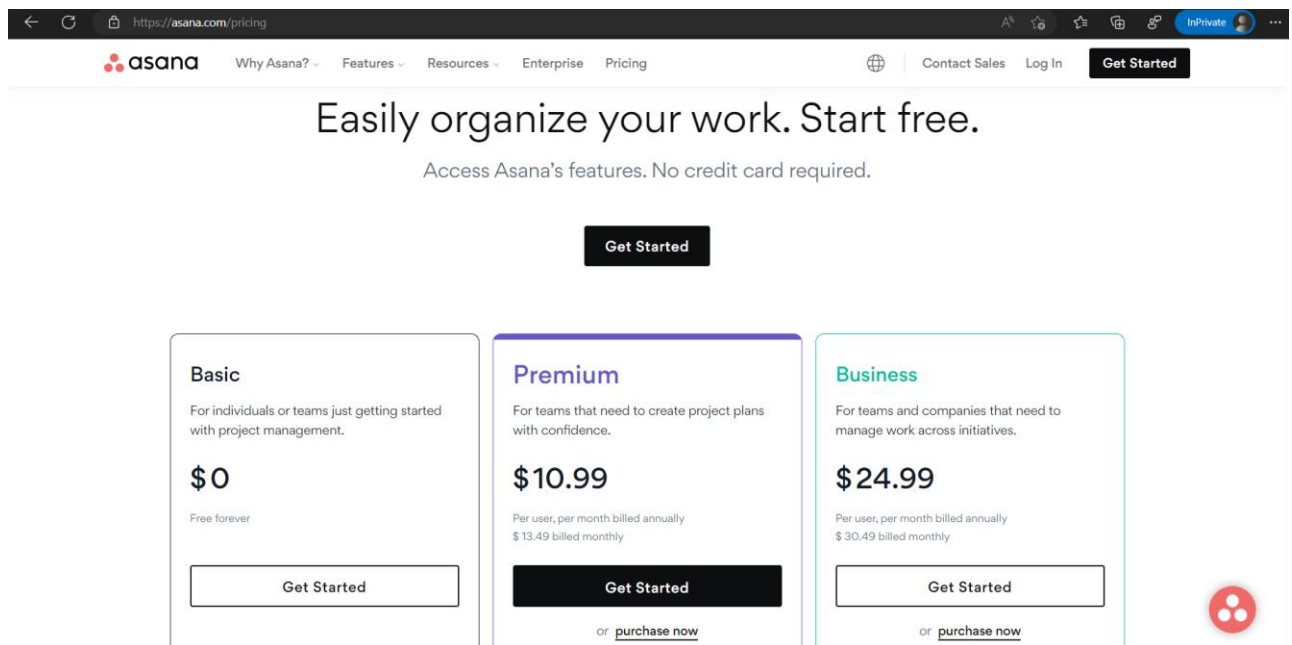 https://asana.com/pricing
InPrivate
asana
Why Asana?
Features
Resources
Enterprise
Pricing
Contact Sales
Log In
Get Started
Easily organize your work. Start free.
Access Asana's features. No credit card required.
Get Started
Basic
For individuals or teams just getting started
with project management.
$0
Free forever
Get Started
Premium
For teams that need to create project plans
with confidence.
$10.99
Per user, per month billed annually
$ 13.49 billed monthly
Get Started
or purchase now
Business
For teams and companies that need to
manage work across initiatives.
$24.99
Per user, per month billed annually
$ 30.49 billed monthly
Get Started
or purchase now